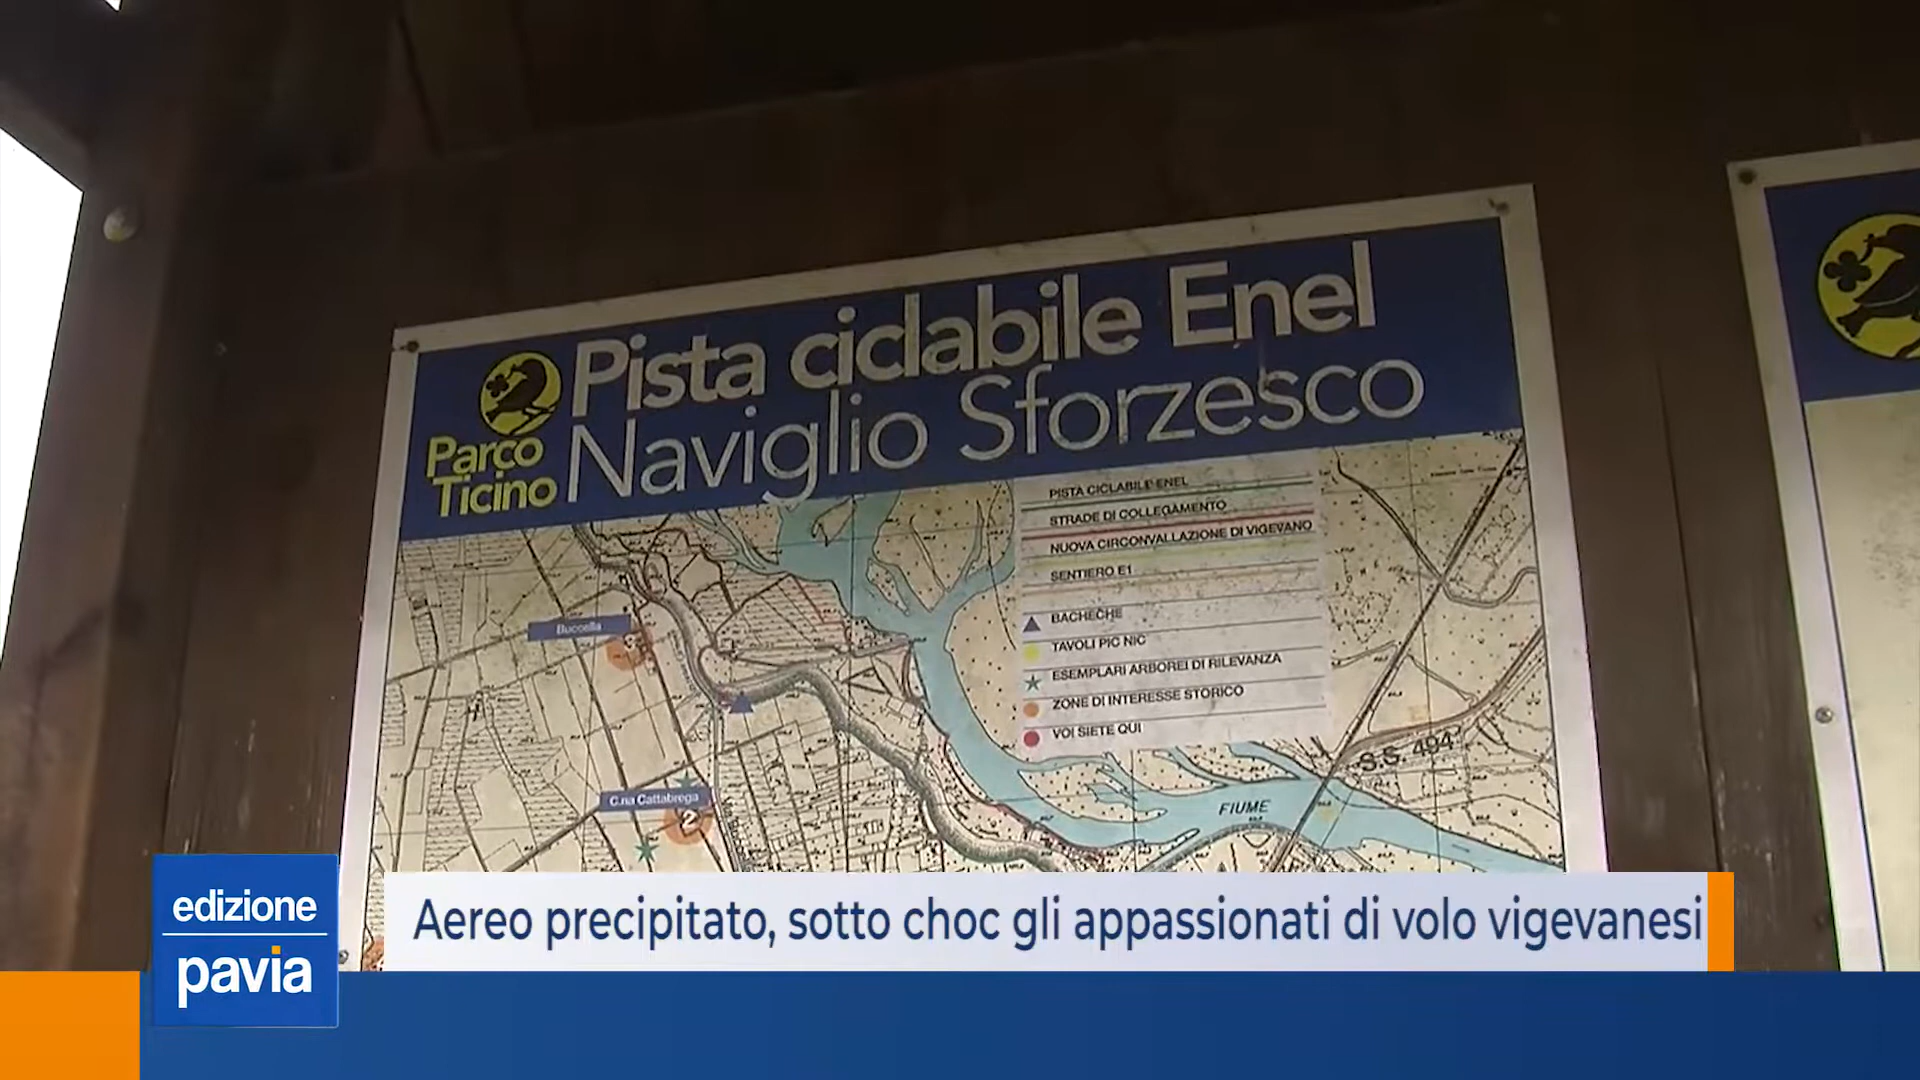 Pista ciclabile Enel
Naviglio Sforzesco
Parco
Ticino
PISTA CICLABILE ENEL
STRADE DI COLLEGAMENTO
NUOVA CIRCONVALLAZIONE DI VIGEVANO
SENTIERO E1
BACHECHE
TAVOLI PIC NIC
ESEMPLARI ARBOREI DI RILEVANZA
ZONE DI INTERESSE STORICO
VOI SIETE QUI
Buccella
C.na Cattabrega
2
S.S. 494
FIUME
edizione
pavia
Aereo precipitato, sotto choc gli appassionati di volo vigevanesi